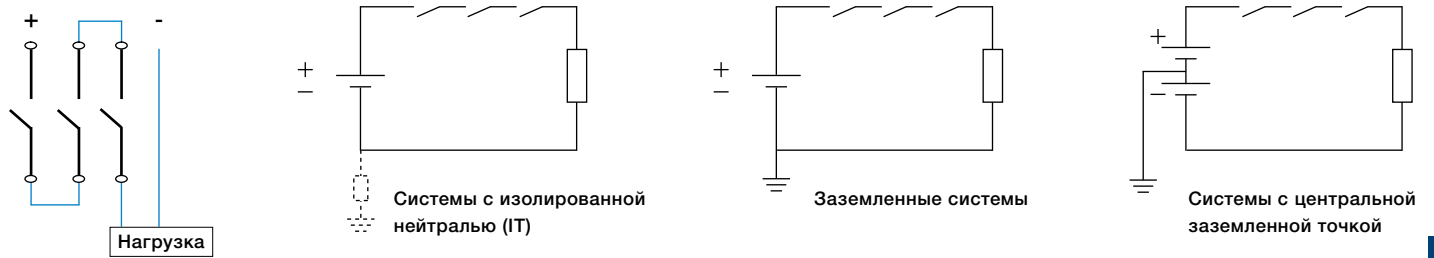 + -
Нагрузка
+
−
Системы с изолированной
нейтралью (IT)
+
−
Заземленные системы
+
−
Системы с центральной
заземленной точкой